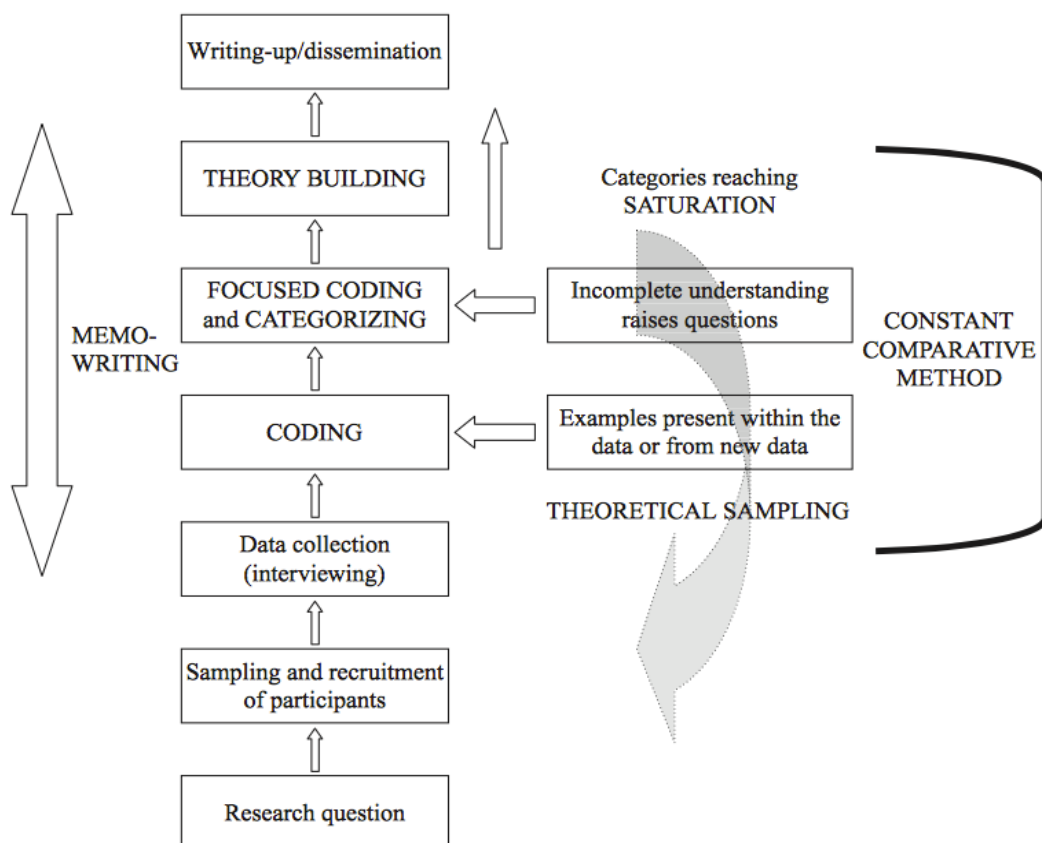 Writing-up/dissemination
THEORY BUILDING
Categories reaching
SATURATION
FOCUSED CODING
and CATEGORIZING
Incomplete understanding
raises questions
MEMO-
WRITING
CONSTANT
COMPARATIVE
METHOD
CODING
Examples present within the
data or from new data
THEORETICAL SAMPLING
Data collection
(interviewing)
Sampling and recruitment
of participants
Research question